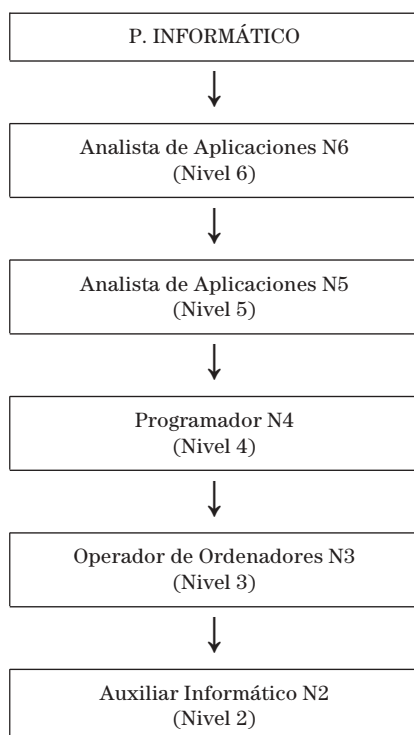 P. INFORMÁTICO
Analista de Aplicaciones N6
(Nivel 6)
Analista de Aplicaciones N5
(Nivel 5)
Programador N4
(Nivel 4)
Operador de Ordenadores N3
(Nivel 3)
Auxiliar Informático N2
(Nivel 2)